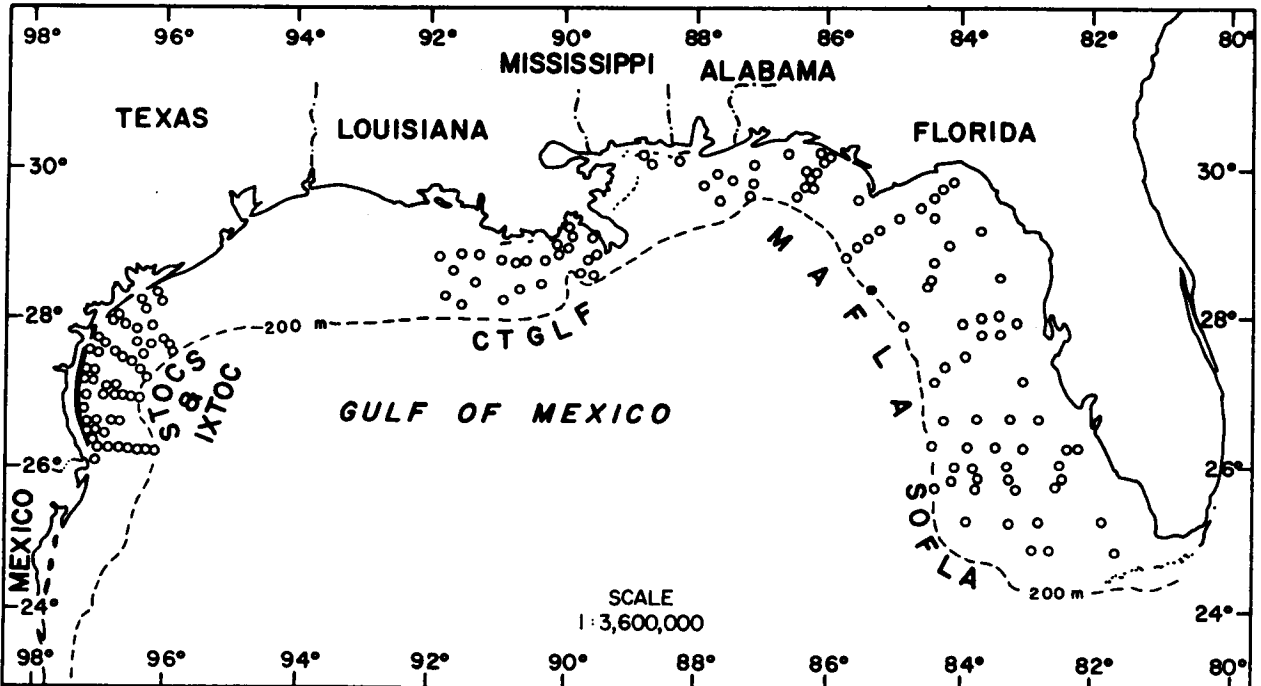 98° 96° 94° 92° 90° 88° 86° 84° 82° 80°
MISSISSIPPI ALABAMA
TEXAS LOUISIANA FLORIDA
30° 30°
28° 28°
26° 26°
24° 24°
200 m
CTGLF
MAFLA
STOCS
&
IXTOC
GULF OF MEXICO
SOFLA
MEXICO
200 m
SCALE
1:3,600,000
98° 96° 94° 92° 90° 88° 86° 84° 82° 80°